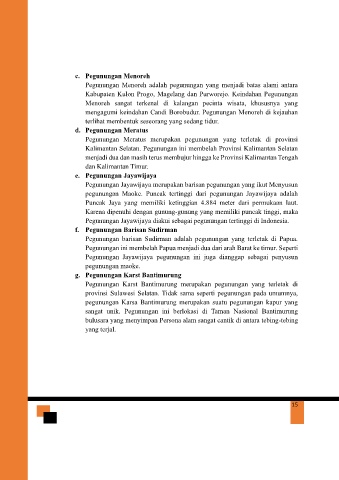 c. Pegunungan Menoreh
Pegunungan Menoreh adalah pegunungan yang menjadi batas alami antara
Kabupaten Kulon Progo, Magelang dan Purworejo. Keindahan Pegunungan
Menoreh sangat terkenal di kalangan pecinta wisata, khususnya yang
mengagumi keindahan Candi Borobudur. Pegunungan Menoreh di kejauhan
terlihat membentuk seseorang yang sedang tidur.
d. Pegunungan Meratus
Pegunungan Meratus merupakan pegunungan yang terletak di provinsi
Kalimantan Selatan. Pegunungan ini membelah Provinsi Kalimantan Selatan
menjadi dua dan masih terus membujur hingga ke Provinsi Kalimantan Tengah
dan Kalimantan Timur.
e. Pegunungan Jayawijaya
Pegunungan Jayawijaya merupakan barisan pegunungan yang ikut Menyusun
pegunungan Maoke. Puncak tertinggi dari pegunungan Jayawijaya adalah
Puncak Jaya yang memiliki ketinggian 4.884 meter dari permukaan laut.
Karena dipenuhi dengan gunung-gunung yang memiliki puncak tinggi, maka
Pegunungan Jayawijaya diakui sebagai pegunungan tertinggi di Indonesia.
f. Pegunungan Barisan Sudirman
Pegunungan barisan Sudirman adalah pegunungan yang terletak di Papua.
Pegunungan ini membelah Papua menjadi dua dari arah Barat ke timur. Seperti
Pegunungan Jayawijaya pegunungan ini juga dianggap sebagai penyusun
pegunungan maoke.
g. Pegunungan Karst Bantimurung
Pegunungan Karst Bantimurung merupakan pegunungan yang terletak di
provinsi Sulawesi Selatan. Tidak sama seperti pegunungan pada umumnya,
pegunungan Karsa Bantimurung merupakan suatu pegunungan kapur yang
sangat unik. Pegunungan ini berlokasi di Taman Nasional Bantimurung
bulusara yang menyimpan Persona alam sangat cantik di antara tebing-tebing
yang terjal.
15